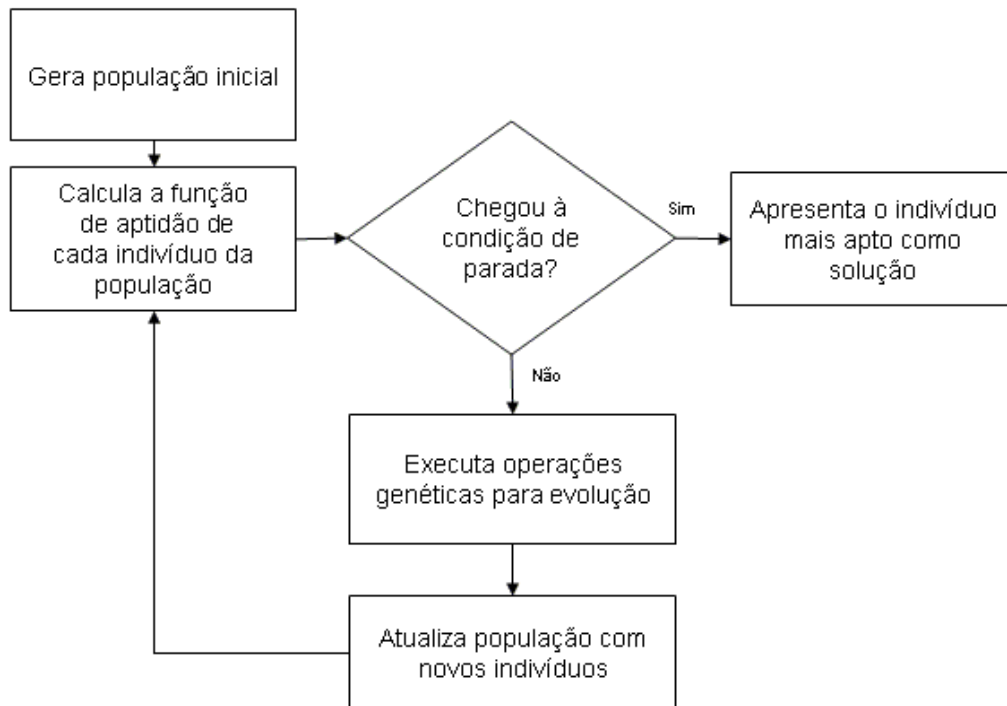 Gera população inicial
Calcula a função
de aptidão de
cada indivíduo da
população
Chegou à
condição de
parada?
Sim
Apresenta o indivíduo
mais apto como
solução
Não
Executa operações
genéticas para evolução
Atualiza população com
novos indivíduos